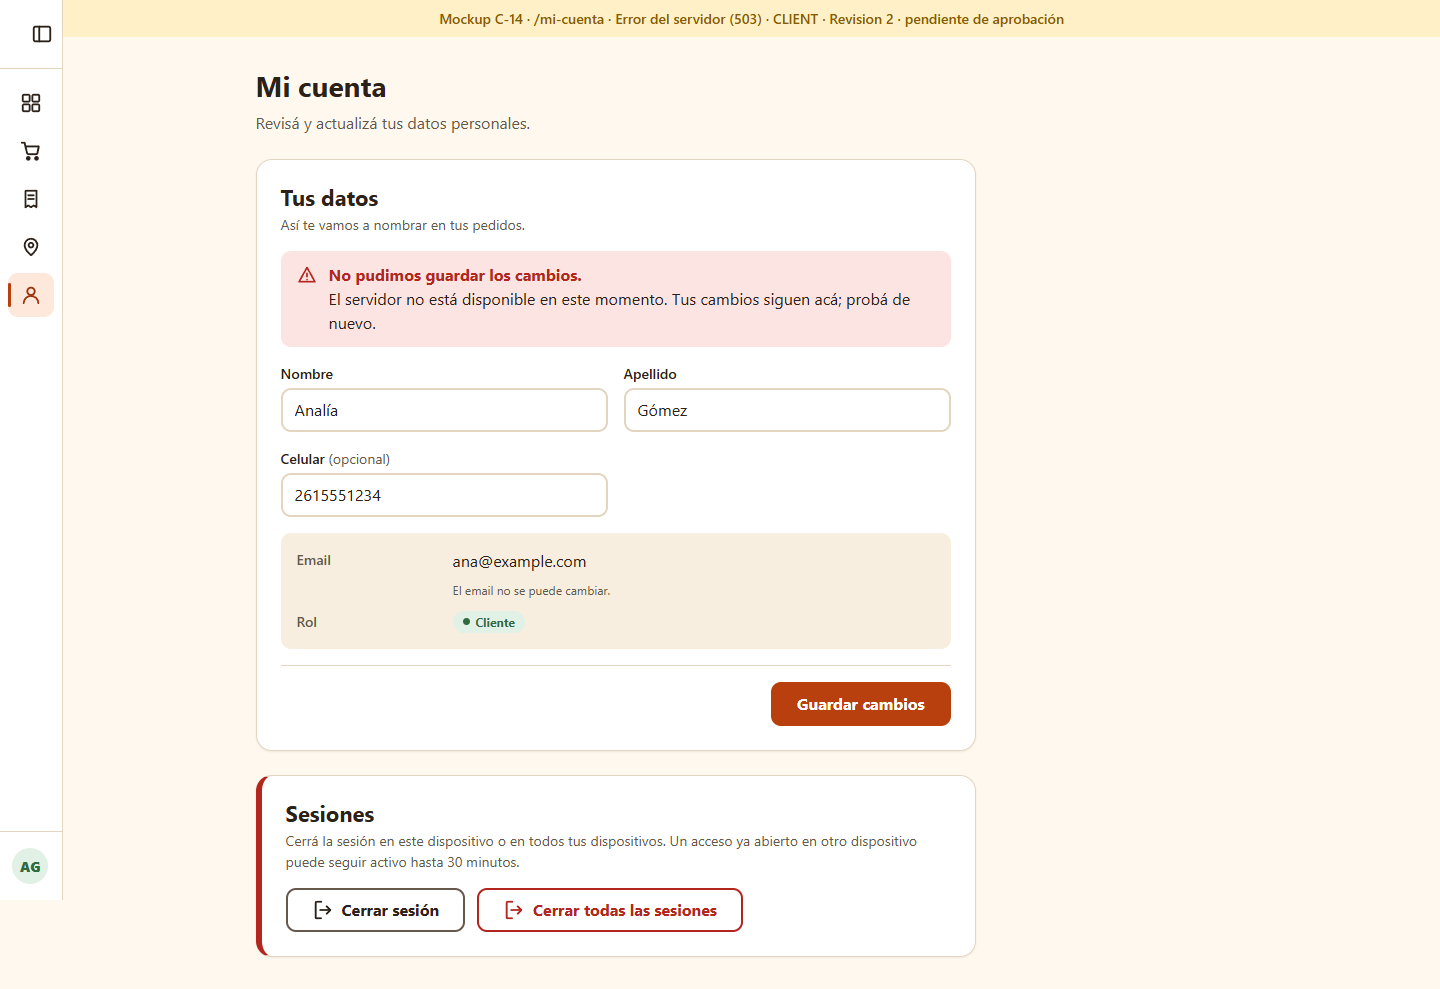 Mockup C-14 · /mi-cuenta · Error del servidor (503) · CLIENT · Revision 2 · pendiente de aprobación
Mi cuenta
Revisá y actualizá tus datos personales.
Tus datos
Así te vamos a nombrar en tus pedidos.
No pudimos guardar los cambios.
El servidor no está disponible en este momento. Tus cambios siguen acá; probá de
nuevo.
Nombre
Analía
Apellido
Gómez
Celular (opcional)
2615551234
Email
ana@example.com
El email no se puede cambiar.
Rol
Cliente
Guardar cambios
Sesiones
Cerrá la sesión en este dispositivo o en todos tus dispositivos. Un acceso ya abierto en otro dispositivo
puede seguir activo hasta 30 minutos.
Cerrar sesión
Cerrar todas las sesiones
AG